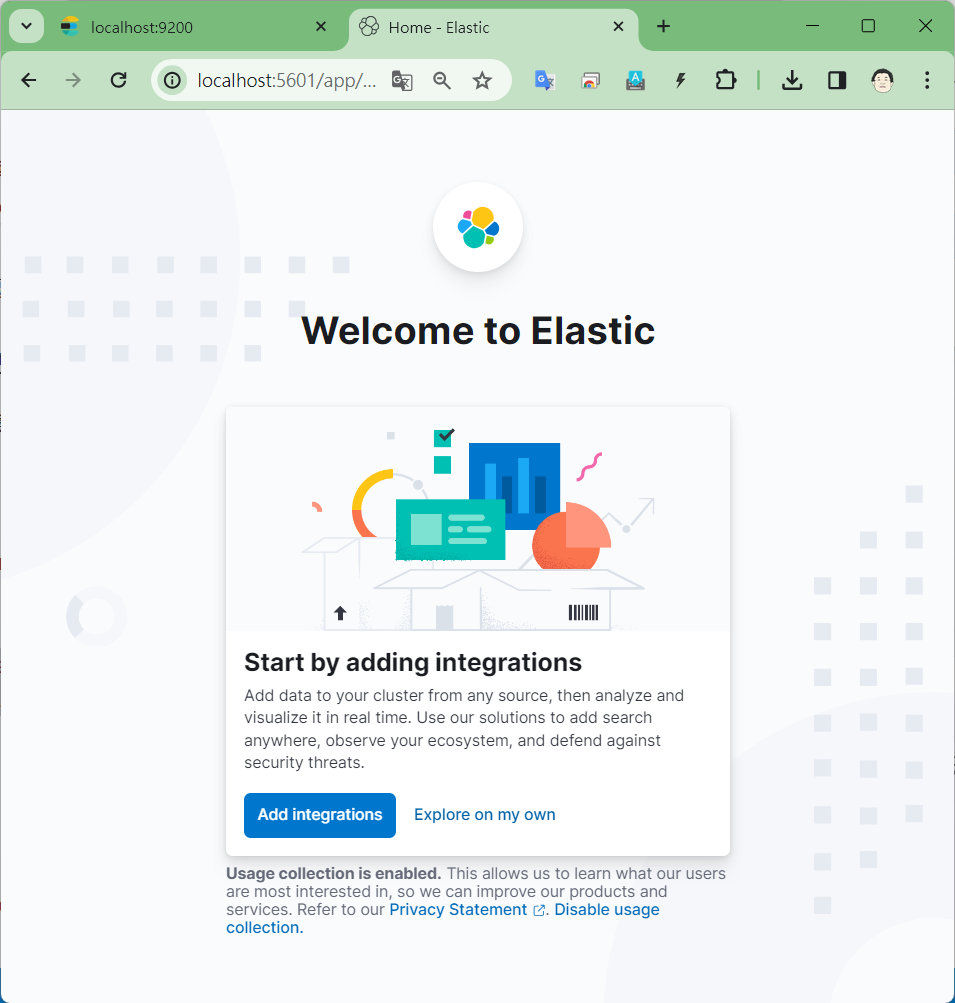 localhost:9200
Home - Elastic
localhost:5601/app/...
Welcome to Elastic
Start by adding integrations
Add data to your cluster from any source, then analyze and
visualize it in real time. Use our solutions to add search
anywhere, observe your ecosystem, and defend against
security threats.
Add integrations
Explore on my own
Usage collection is enabled. This allows us to learn what our users
are most interested in, so we can improve our products and
services. Refer to our Privacy Statement. Disable usage
collection.